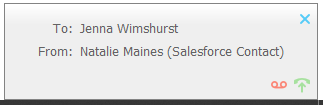 To: Jenna Wimshurst
From: Natalie Maines (Salesforce Contact)